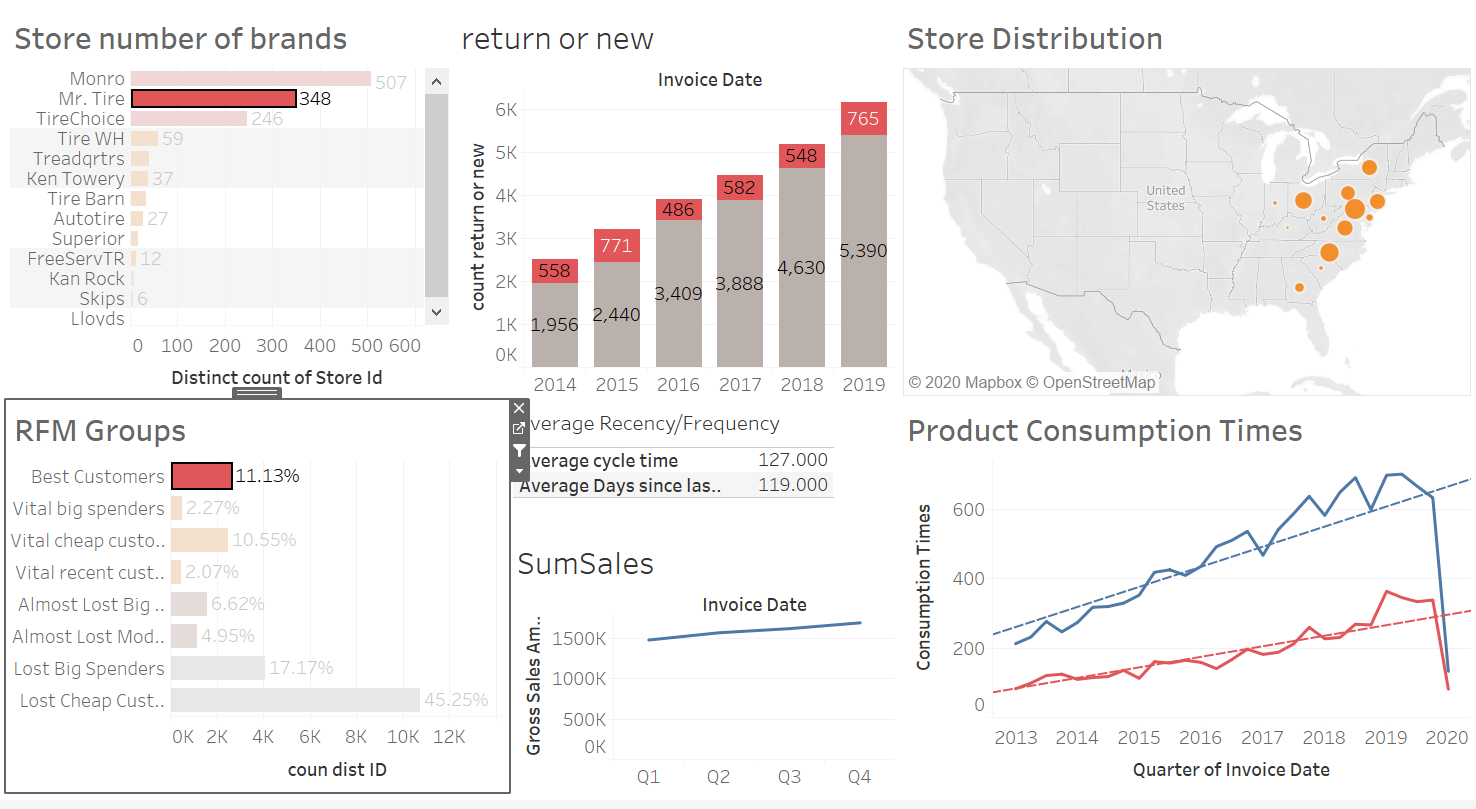 Store number of brands
Monro 507
Mr. Tire 348
TireChoice 246
Tire WH 59
Treadqrtrs
Ken Towery 37
Tire Barn
Autotire 27
Superior
FreeServTR 12
Kan Rock
Skips 6
Lloyds
0 100 200 300 400 500 600
Distinct count of Store Id
return or new
Invoice Date
count return or new
6K
5K
4K
3K
2K
1K
0K
558 771 486 582 548 765
1,956 2,440 3,409 3,888 4,630 5,390
2014 2015 2016 2017 2018 2019
Store Distribution
United
States
© 2020 Mapbox © OpenStreetMap
RFM Groups
Best Customers 11.13%
Vital big spenders 2.27%
Vital cheap custo.. 10.55%
Vital recent cust.. 2.07%
Almost Lost Big .. 6.62%
Almost Lost Mod.. 4.95%
Lost Big Spenders 17.17%
Lost Cheap Cust.. 45.25%
0K 2K 4K 6K 8K 10K 12K
coun dist ID
verage Recency/Frequency
verage cycle time 127.000
Average Days since las.. 119.000
SumSales
Invoice Date
Gross Sales Am..
1500K
1000K
500K
0K
Q1 Q2 Q3 Q4
Product Consumption Times
Consumption Times
600
400
200
0
2013 2014 2015 2016 2017 2018 2019 2020
Quarter of Invoice Date